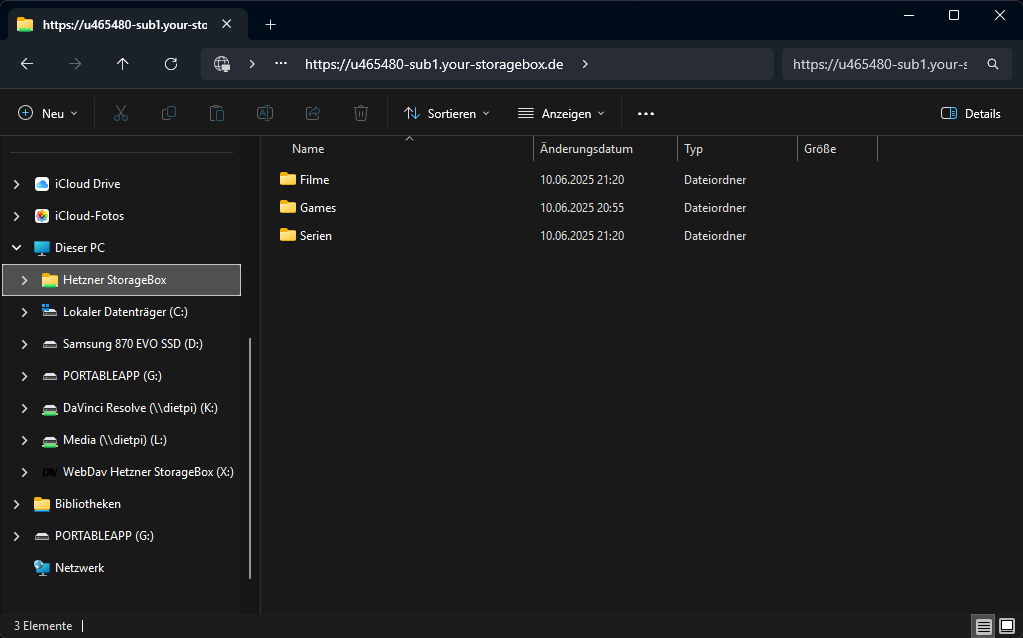 https://u465480-sub1.your-sto
https://u465480-sub1.your-storagebox.de
https://u465480-sub1.your-s
Neu
Sortieren
Anzeigen
Details
Name Änderungsdatum Typ Größe
Filme 10.06.2025 21:20 Dateiordner
Games 10.06.2025 20:55 Dateiordner
Serien 10.06.2025 21:20 Dateiordner
iCloud Drive
iCloud-Fotos
Dieser PC
Hetzner StorageBox
Lokaler Datenträger (C:)
Samsung 870 EVO SSD (D:)
PORTABLEAPP (G:)
DaVinci Resolve (\\dietpi) (K:)
Media (\\dietpi) (L:)
WebDav Hetzner StorageBox (X:)
Bibliotheken
PORTABLEAPP (G:)
Netzwerk
3 Elemente